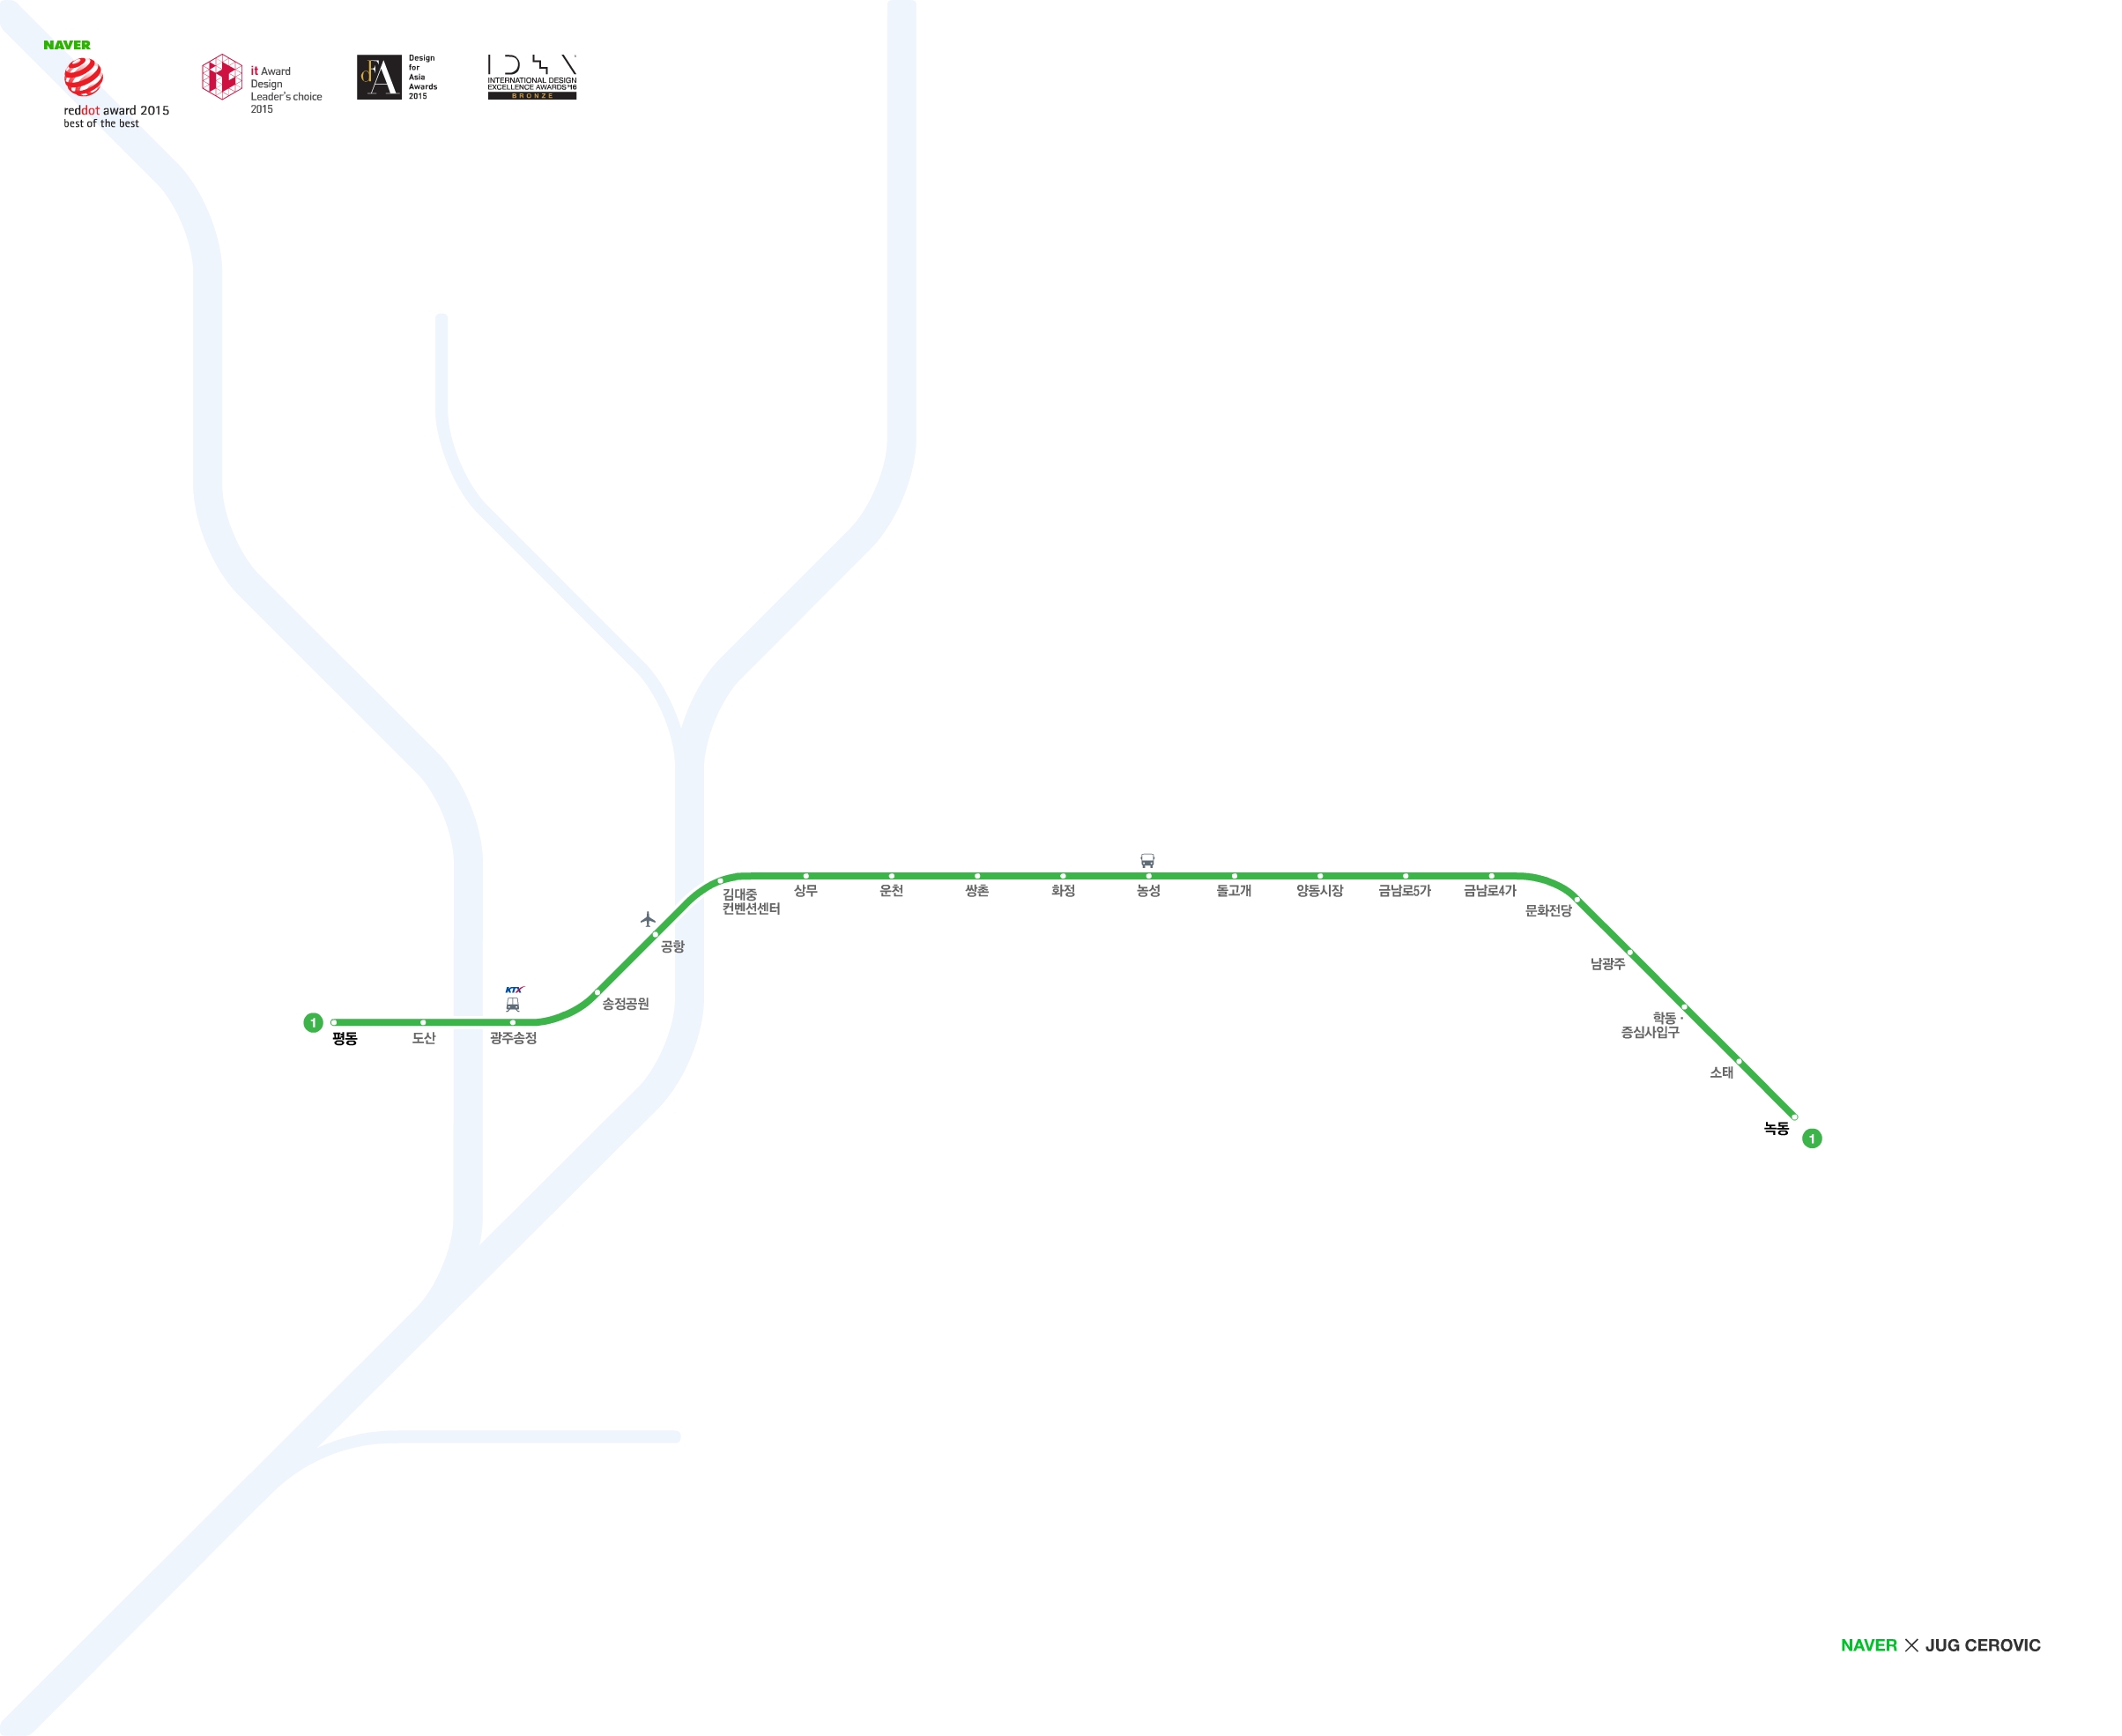 NAVER
reddot award 2015
best of the best
it Award
Design
Leader's choice
2015
dFA
Design
for
Asia
Awards
2015
IDEA
INTERNATIONAL DESIGN
EXCELLENCE AWARDS '16
BRONZE
김대중
컨벤션센터
상무
운천
쌍촌
화정
농성
돌고개
양동시장
금남로5가
금남로4가
문화전당
공항
남광주
KTX
송정공원
학동·
증심사입구
1
평동
도산
광주송정
소태
녹동
1
NAVER × JUG CEROVIC